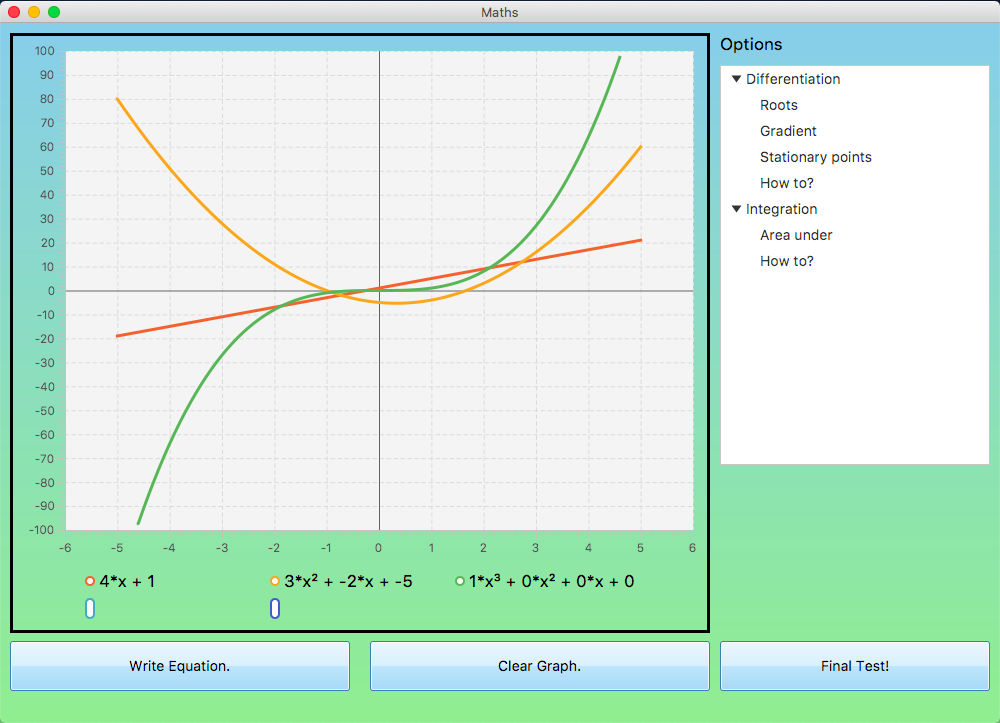 Maths
Options
Differentiation
Roots
Gradient
Stationary points
How to?
Integration
Area under
How to?
100
90
80
70
60
50
40
30
20
10
0
-10
-20
-30
-40
-50
-60
-70
-80
-90
-100
-6 -5 -4 -3 -2 -1 0 1 2 3 4 5 6
4*x + 1 3*x² + -2*x + -5 1*x³ + 0*x² + 0*x + 0
Write Equation. Clear Graph. Final Test!